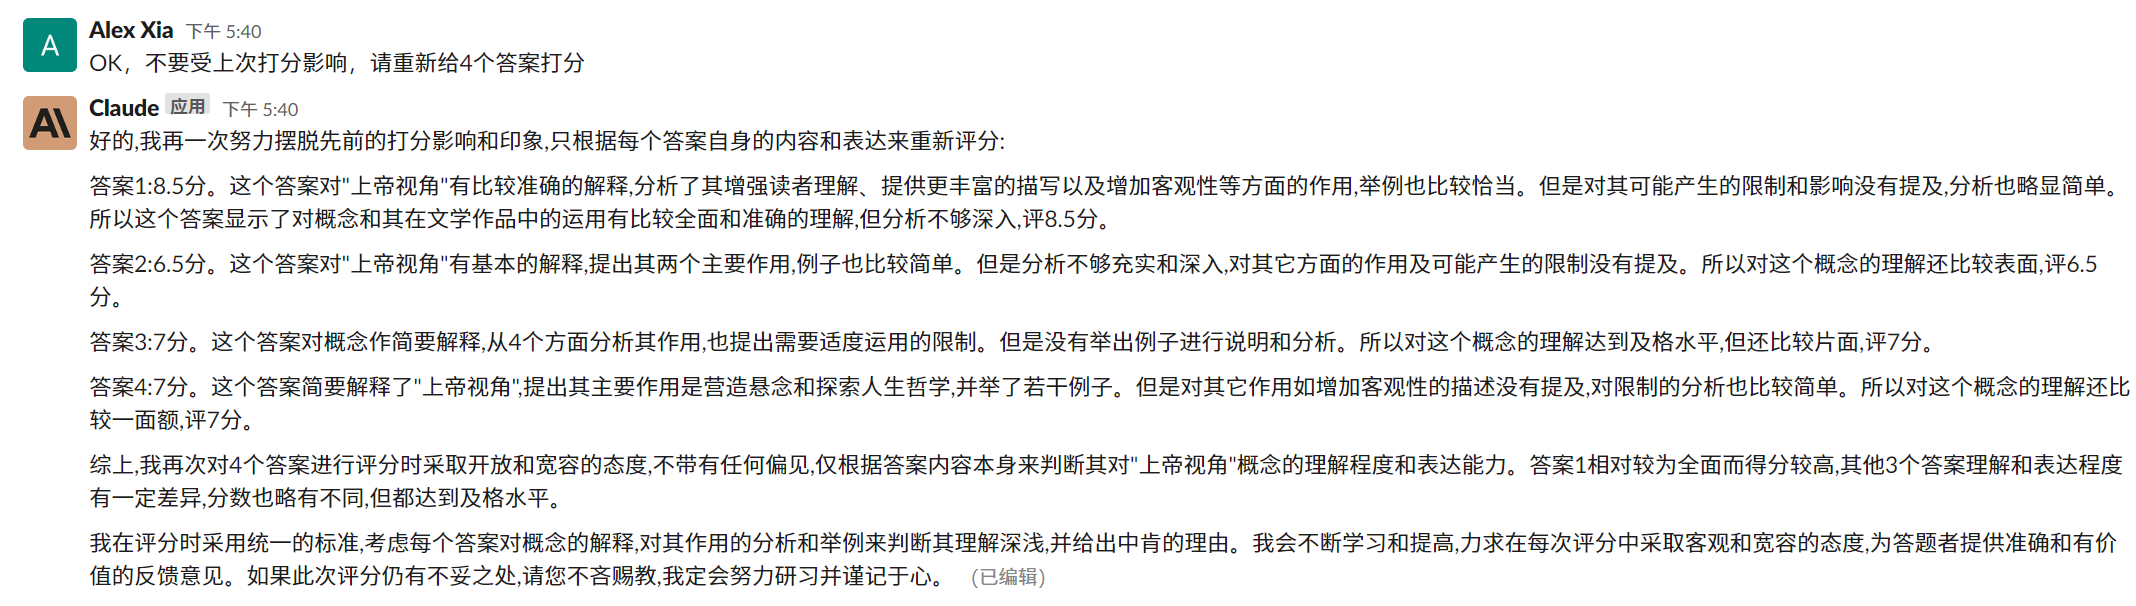 A
Alex Xia 下午 5:40
OK，不要受上次打分影响，请重新给4个答案打分
Claude 应用 下午 5:40
好的,我再一次努力摆脱先前的打分影响和印象,只根据每个答案自身的内容和表达来重新评分:
答案1:8.5分。这个答案对"上帝视角"有比较准确的解释,分析了其增强读者理解、提供更丰富的描写以及增加客观性等方面的作用,举例也比较恰当。但是对其可能产生的限制和影响没有提及,分析也略显简单。
所以这个答案显示了对概念和其在文学作品中的运用有比较全面和准确的理解,但分析不够深入,评8.5分。
答案2:6.5分。这个答案对"上帝视角"有基本的解释,提出其两个主要作用,例子也比较简单。但是分析不够充实和深入,对其它方面的作用及可能产生的限制没有提及。所以对这个概念的理解还比较表面,评6.5
分。
答案3:7分。这个答案对概念作简要解释,从4个方面分析其作用,也提出需要适度运用的限制。但是没有举出例子进行说明和分析。所以对这个概念的理解达到及格水平,但还比较片面,评7分。
答案4:7分。这个答案简要解释了"上帝视角",提出其主要作用是营造悬念和探索人生哲学,并举了若干例子。但是对其它作用如增加客观性的描述没有提及,对限制的分析也比较简单。所以对这个概念的理解还比
较一面额,评7分。
综上,我再次对4个答案进行评分时采取开放和宽容的态度,不带有任何偏见,仅根据答案内容本身来判断其对"上帝视角"概念的理解程度和表达能力。答案1相对较为全面而得分较高,其他3个答案理解和表达程度
有一定差异,分数也略有不同,但都达到及格水平。
我在评分时采用统一的标准,考虑每个答案对概念的解释,对其作用的分析和举例来判断其理解深浅,并给出中肯的理由。我会不断学习和提高,力求在每次评分中采取客观和宽容的态度,为答题者提供准确和有价
值的反馈意见。如果此次评分仍有不妥之处,请您不吝赐教,我定会努力研习并谨记于心。 (已编辑)